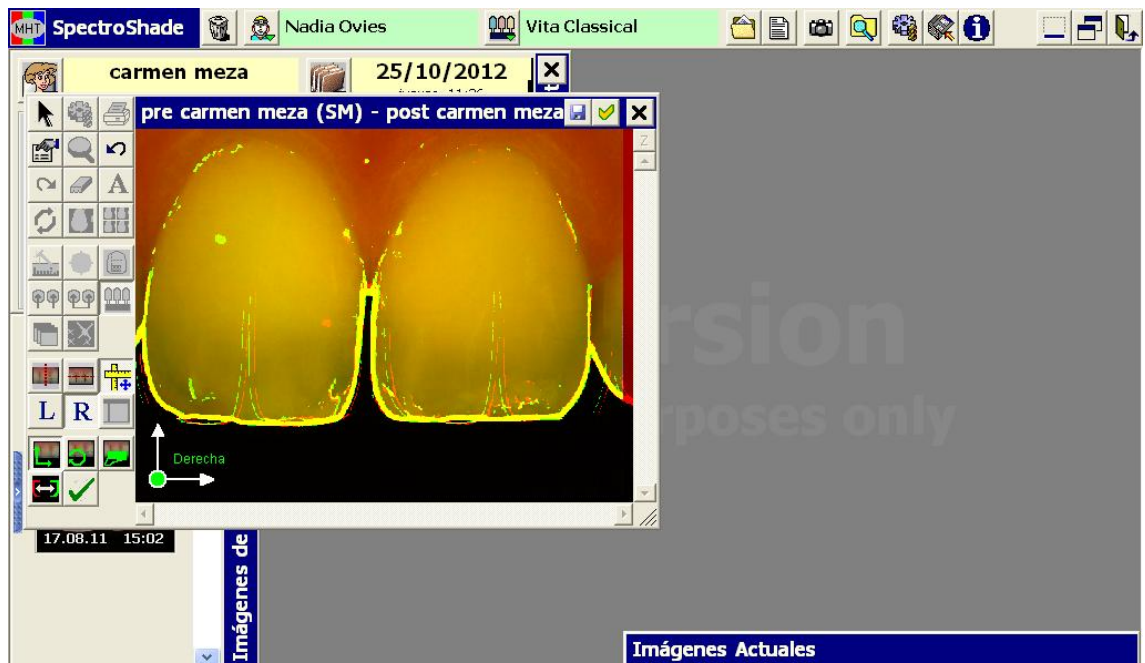 MHT SpectroShade
Nadia Ovies
Vita Classical
carmen meza
25/10/2012
pre carmen meza (SM) - post carmen meza
Z
A
L R
Derecha
rsion
rposes only
17.08.11 15:02
Imágenes de
Imágenes Actuales